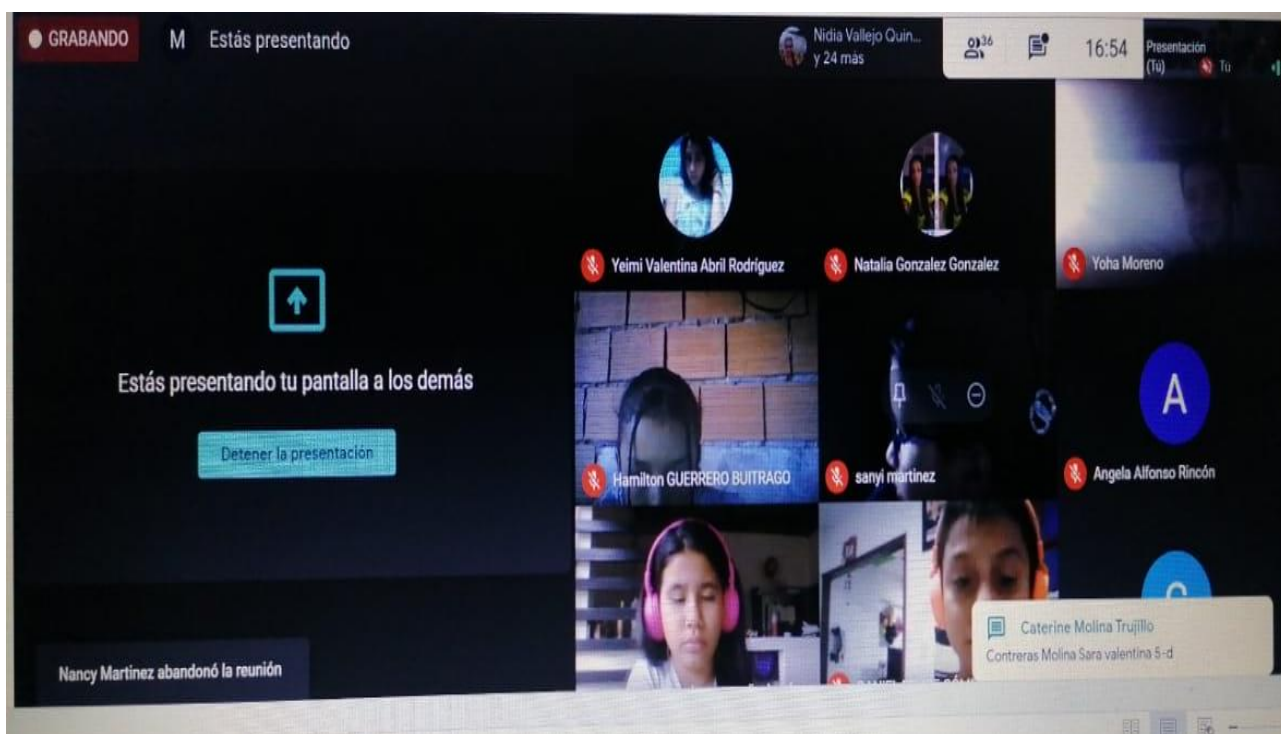 GRABANDO
M Estás presentando
Nidia Vallejo Quin...
y 24 más
36
16:54
Presentación
(Tú) Tú
Yeimi Valentina Abril Rodríguez
Natalia Gonzalez Gonzalez
Yoha Moreno
Estás presentando tu pantalla a los demás
Detener la presentación
Hamilton GUERRERO BUITRAGO
sanyi martinez
A
Angela Alfonso Rincón
Caterine Molina Trujillo
Contreras Molina Sara valentina 5-d
Nancy Martinez abandonó la reunión